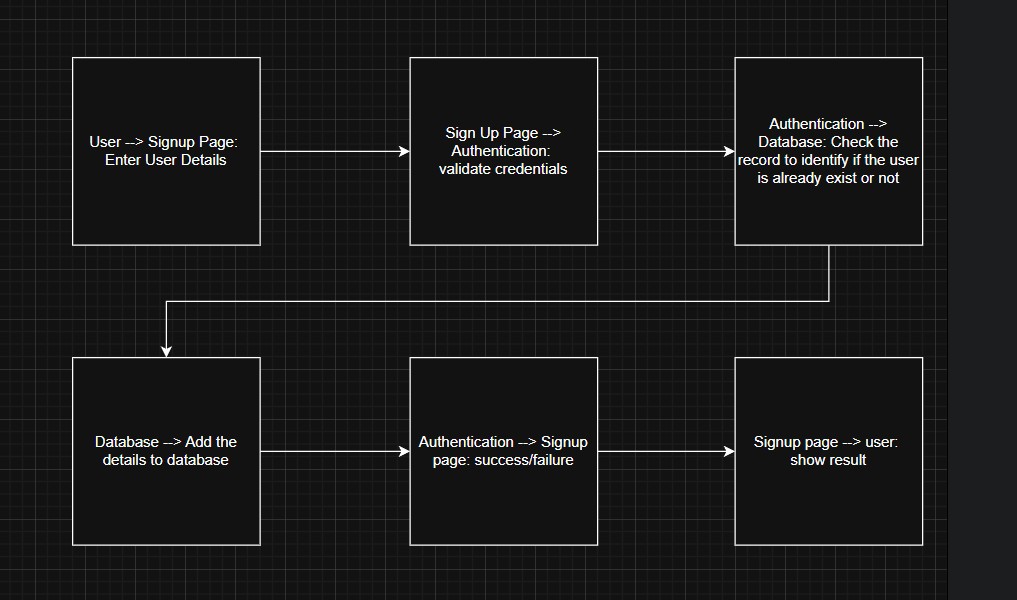 User --> Signup Page:
Enter User Details
Sign Up Page -->
Authentication:
validate credentials
Authentication -->
Database: Check the
record to identify if the user
is already exist or not
Database --> Add the
details to database
Authentication --> Signup
page: success/failure
Signup page --> user:
show result